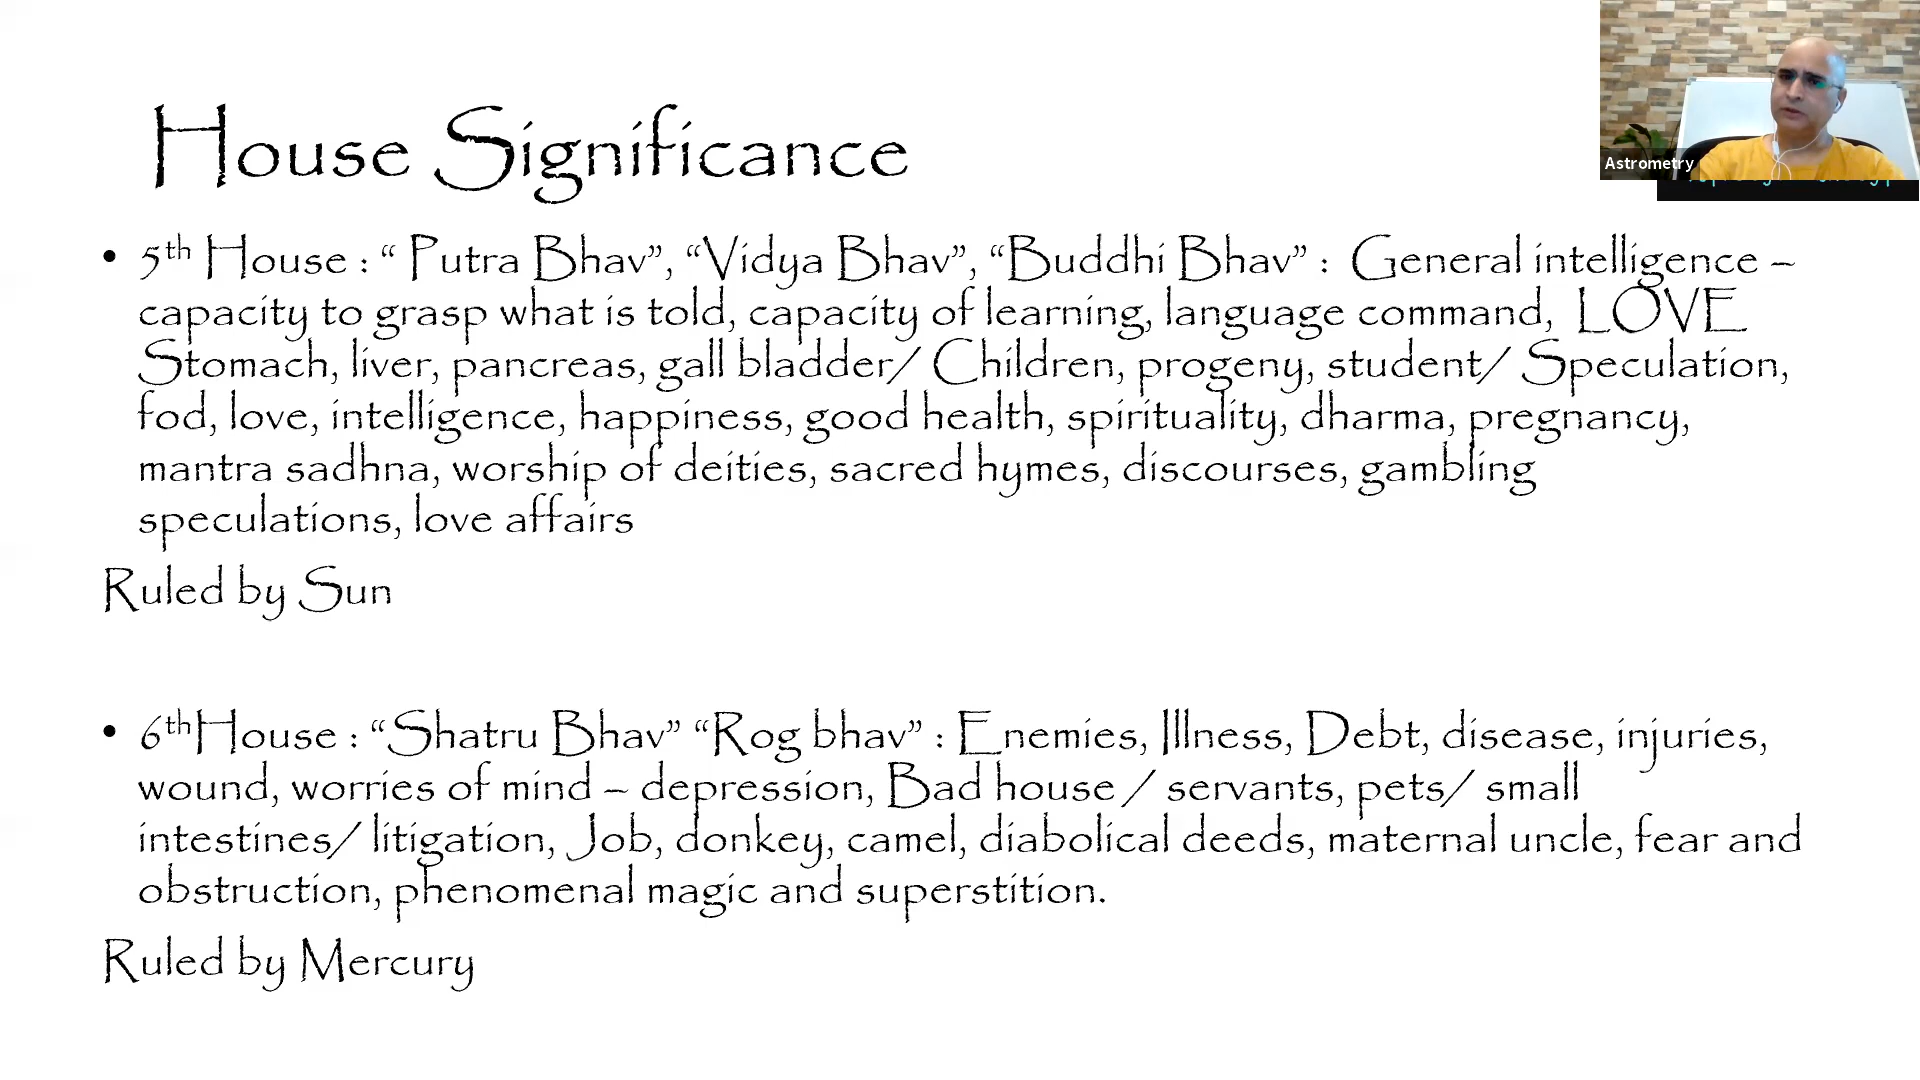 House Significance
Astrometry
• 5th House : “ Putra Bhav”, “Vidya Bhav”, “Buddhi Bhav” :  General intelligence –
capacity to grasp what is told, capacity of learning, language command,  LOVE
Stomach, liver, pancreas, gall bladder/ Children, progeny, student/ Speculation,
fod, love, intelligence, happiness, good health, spirituality, dharma, pregnancy,
mantra sadhna, worship of deities, sacred hymes, discourses, gambling
speculations, love affairs
Ruled by Sun
• 6thHouse : “Shatru Bhav” “Rog bhav” : Enemies, Illness, Debt, disease, injuries,
wound, worries of mind – depression, Bad house / servants, pets/ small
intestines/ litigation, Job, donkey, camel, diabolical deeds, maternal uncle, fear and
obstruction, phenomenal magic and superstition.
Ruled by Mercury